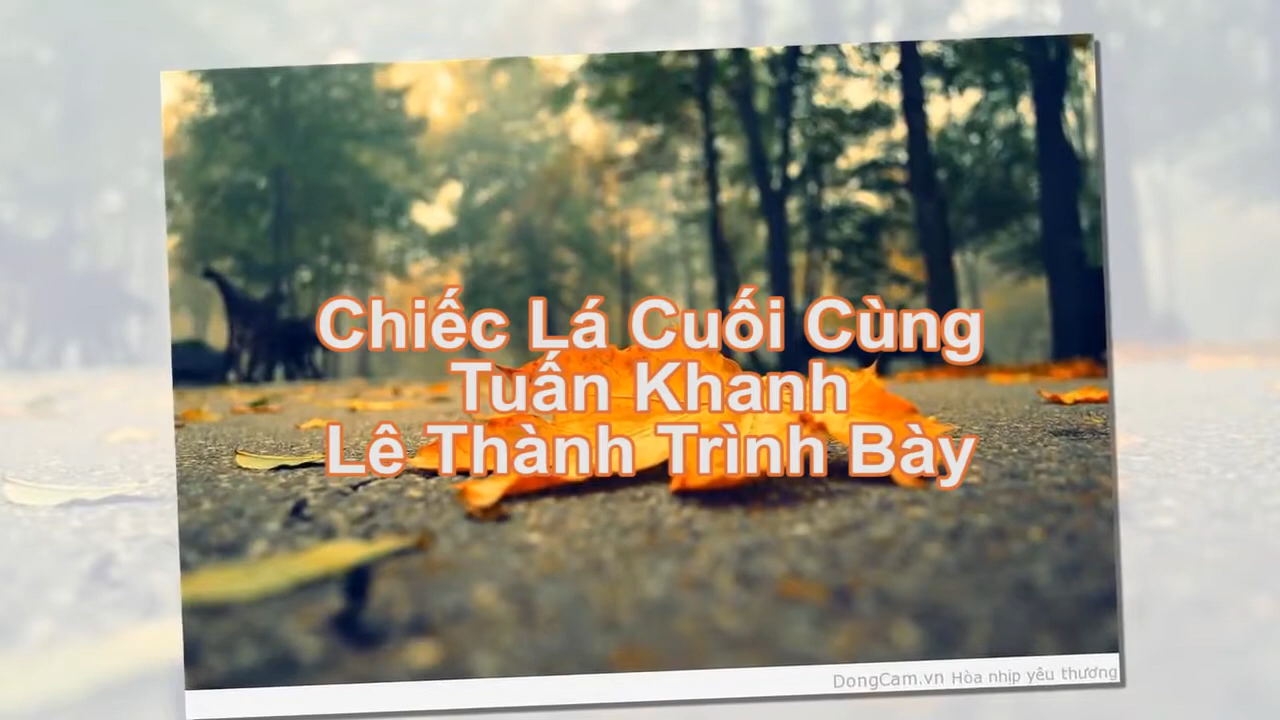 Chiếc Lá Cuối Cùng
Tuấn Khanh
Lê Thành Trình Bày
DongCam.vn Hòa nhịp yêu thương